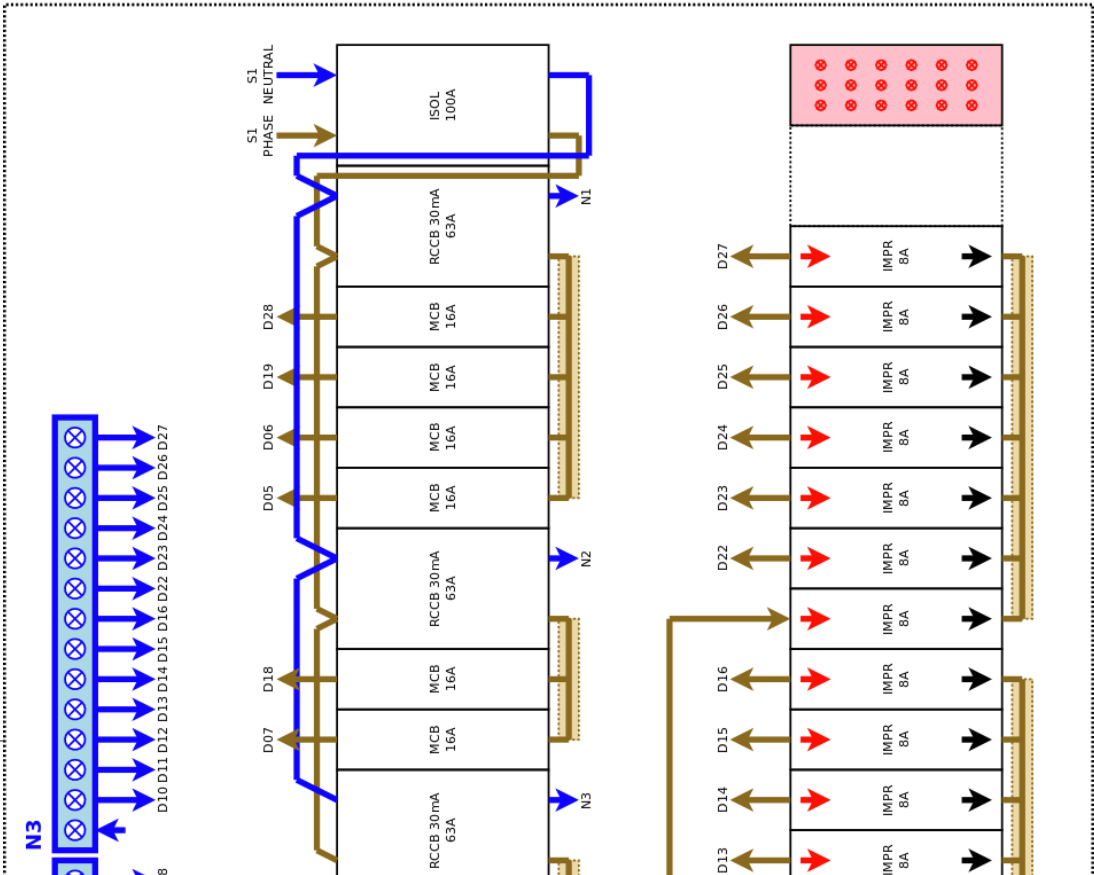 S1
NEUTRAL
S1
PHASE
ISOL
100A
RCCB 30mA
63A
N1
D28
MCB
16A
D19
MCB
16A
D06
MCB
16A
D05
MCB
16A
RCCB 30mA
63A
N2
D18
MCB
16A
D07
MCB
16A
RCCB 30mA
63A
N3
D27
IMPR
8A
D26
IMPR
8A
D25
IMPR
8A
D24
IMPR
8A
D23
IMPR
8A
D22
IMPR
8A
IMPR
8A
D16
IMPR
8A
D15
IMPR
8A
D14
IMPR
8A
D13
IMPR
8A
D27
D26
D25
D24
D23
D22
D16
D15
D14
D13
D12
D11
D10
N3
8